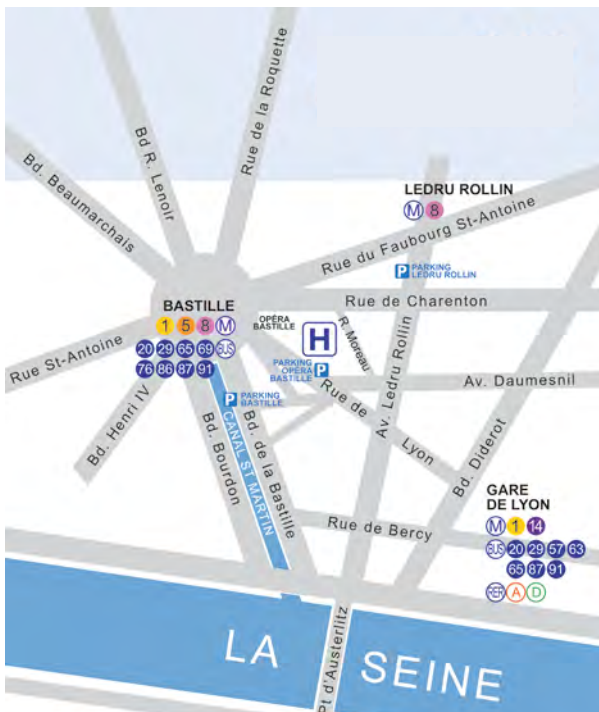 Rue de la Roquette
Bd R. Lenoir
Bd. Beaumarchais
LEDRU ROLLIN
M 8
Rue du Faubourg St-Antoine
P PARKING
LEDRU ROLLIN
BASTILLE
1 5 8 M
20 29 65 69 BUS
76 86 87 91
OPÉRA
BASTILLE
H
R. Moreau
Rue de Charenton
Rue St-Antoine
PARKING
OPÉRA P
BASTILLE
Av. Ledru Rollin
Av. Daumesnil
Bd. Henri IV
P PARKING
BASTILLE
Bd. Bourdon
CANAL ST MARTIN
Bd. de la Bastille
Rue de Lyon
Bd. Diderot
GARE
DE LYON
M 1 14
BUS 20 29 57 63
65 87 91
RER A D
Rue de Bercy
LA SEINE
Pt d'Austerlitz